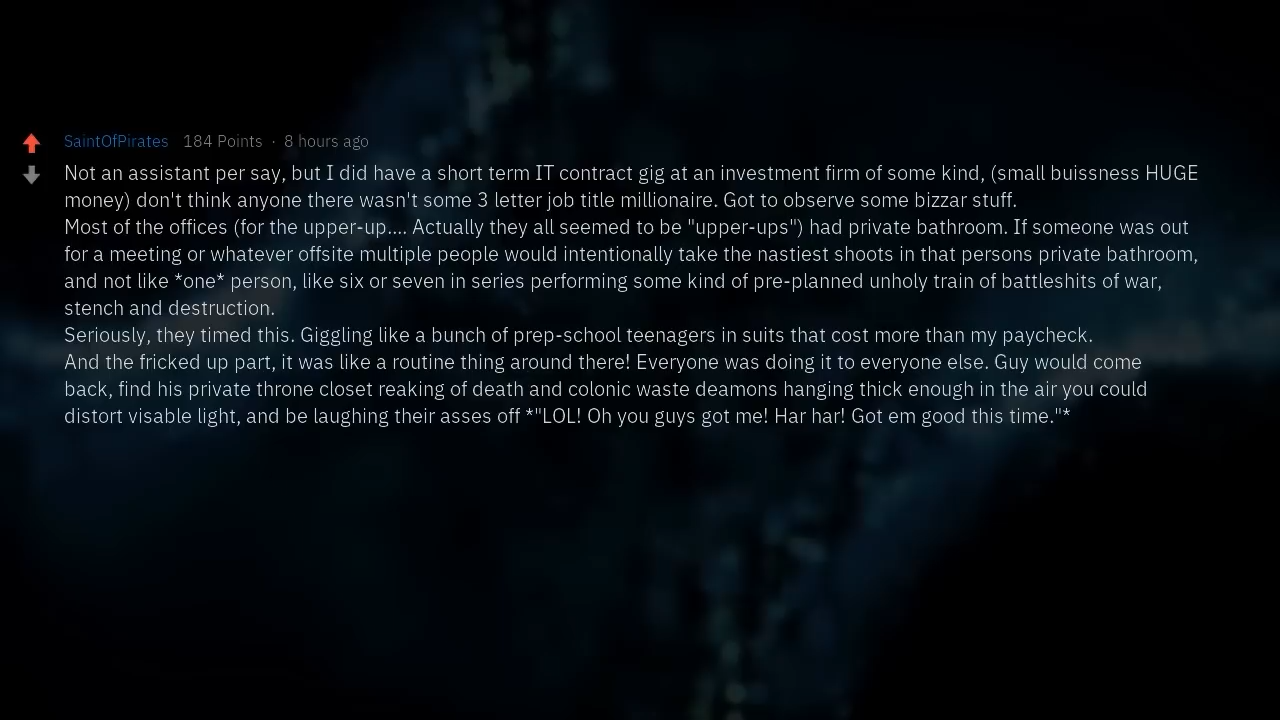 SaintOfPirates 184 Points · 8 hours ago
Not an assistant per say, but I did have a short term IT contract gig at an investment firm of some kind, (small buissness HUGE
money) don't think anyone there wasn't some 3 letter job title millionaire. Got to observe some bizzar stuff.
Most of the offices (for the upper-up.... Actually they all seemed to be "upper-ups") had private bathroom. If someone was out
for a meeting or whatever offsite multiple people would intentionally take the nastiest shoots in that persons private bathroom,
and not like *one* person, like six or seven in series performing some kind of pre-planned unholy train of battleshits of war,
stench and destruction.
Seriously, they timed this. Giggling like a bunch of prep-school teenagers in suits that cost more than my paycheck.
And the fricked up part, it was like a routine thing around there! Everyone was doing it to everyone else. Guy would come
back, find his private throne closet reaking of death and colonic waste deamons hanging thick enough in the air you could
distort visable light, and be laughing their asses off *"LOL! Oh you guys got me! Har har! Got em good this time."*